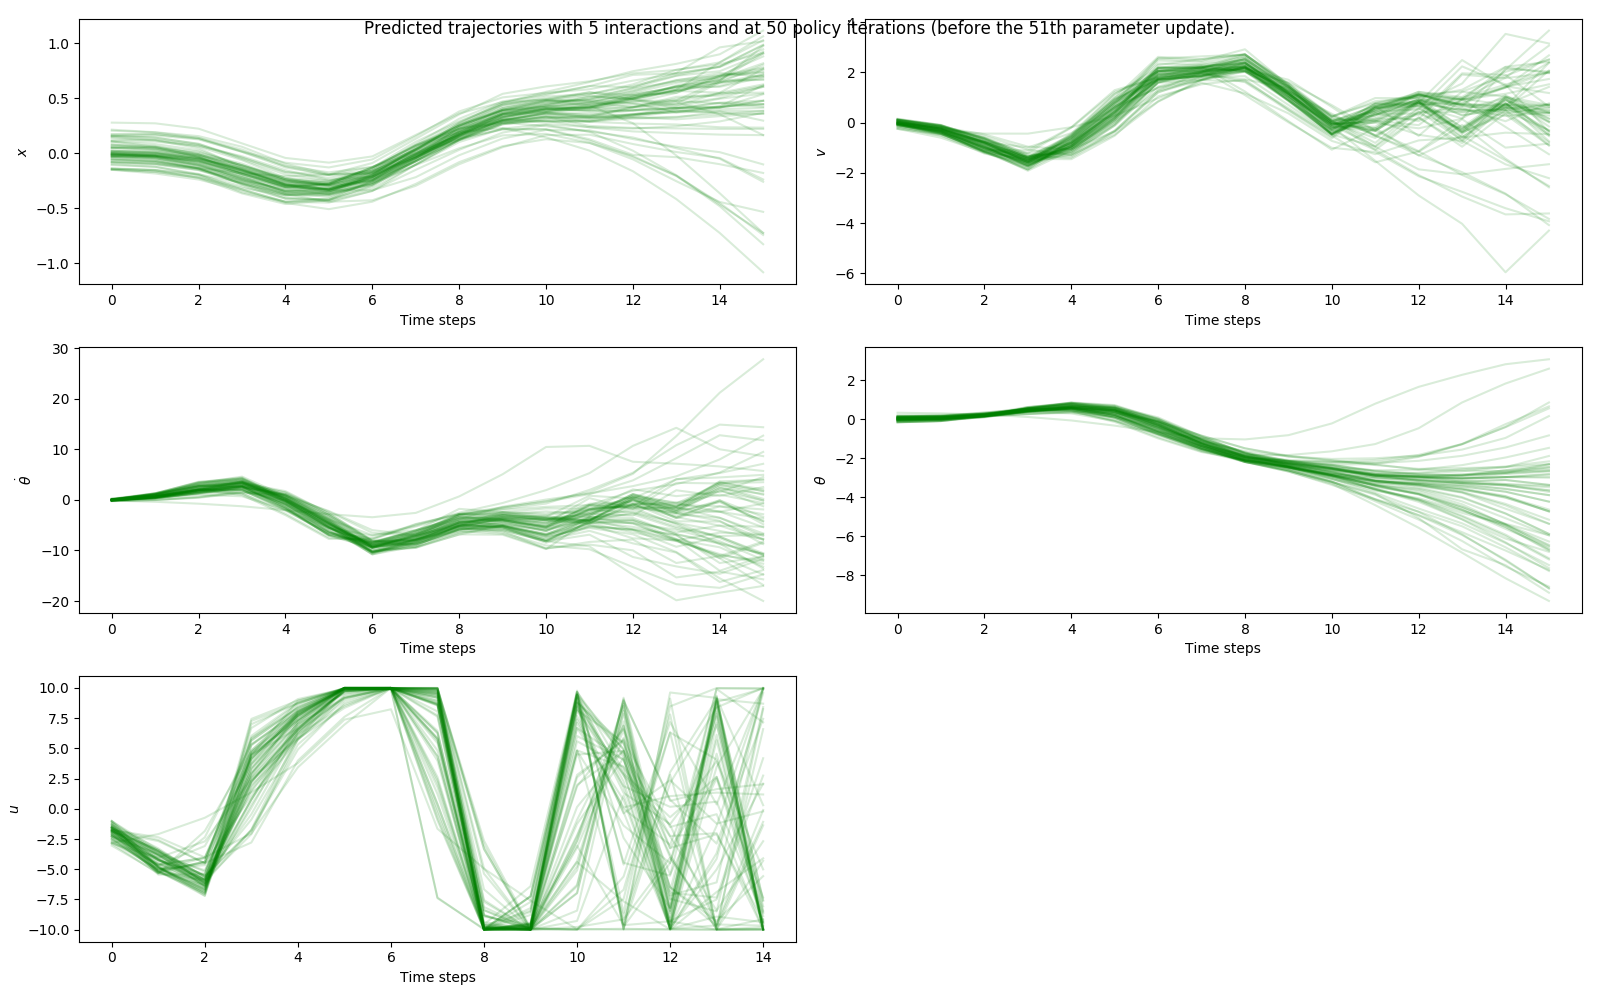 Predicted trajectories with 5 interactions and at 50 policy iterations (before the 51th parameter update).
1.0
0.5
0.0
−0.5
−1.0
x
0 2 4 6 8 10 12 14
Time steps
4
2
0
−2
−4
−6
v
0 2 4 6 8 10 12 14
Time steps
30
20
10
0
−10
−20
θ̇
0 2 4 6 8 10 12 14
Time steps
2
0
−2
−4
−6
−8
θ
0 2 4 6 8 10 12 14
Time steps
10.0
7.5
5.0
2.5
0.0
−2.5
−5.0
−7.5
−10.0
u
0 2 4 6 8 10 12 14
Time steps